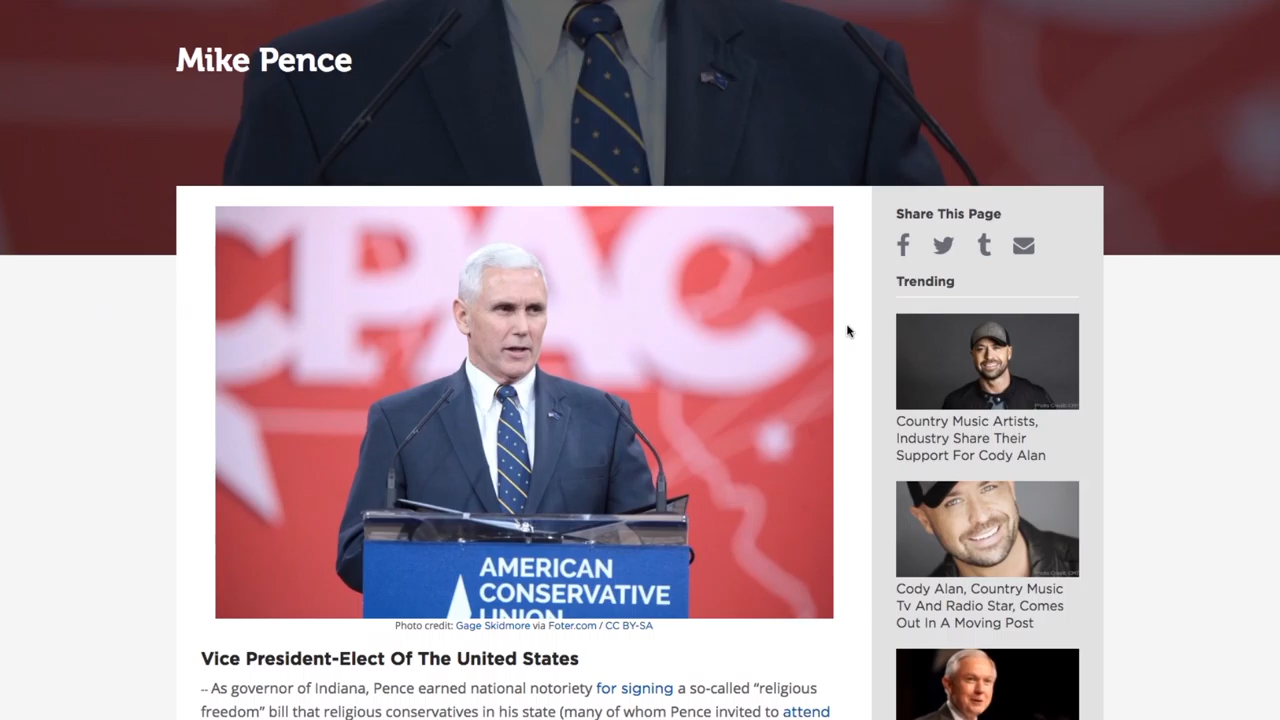 Mike Pence
CPAC
AMERICAN
CONSERVATIVE
UNION
Photo credit: Gage Skidmore via Foter.com / CC BY-SA
Vice President-Elect Of The United States
-- As governor of Indiana, Pence earned national notoriety for signing a so-called “religious
freedom” bill that religious conservatives in his state (many of whom Pence invited to attend
Share This Page
Trending
Country Music Artists,
Industry Share Their
Support For Cody Alan
Cody Alan, Country Music
Tv And Radio Star, Comes
Out In A Moving Post